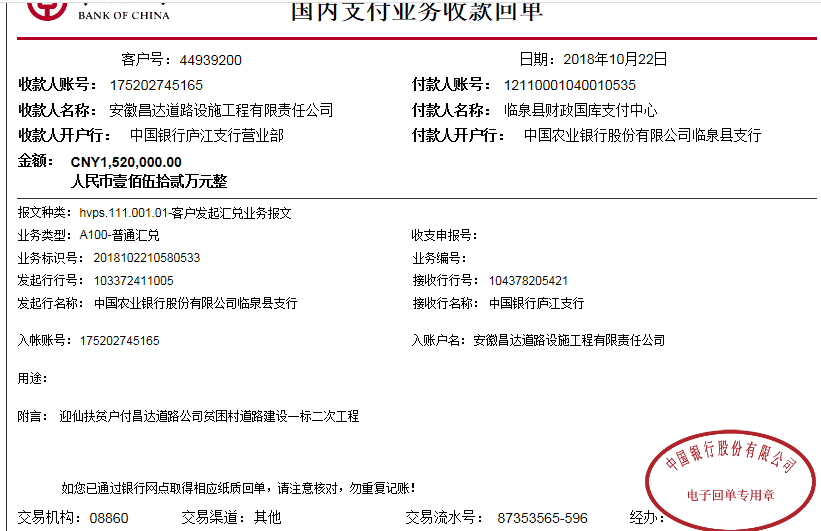 BANK OF CHINA
国内支付业务收款回单
客户号：44939200 日期：2018年10月22日
收款人账号：175202745165 付款人账号：12110001040010535
收款人名称：安徽昌达道路设施工程有限责任公司 付款人名称：临泉县财政国库支付中心
收款人开户行：中国银行庐江支行营业部 付款人开户行：中国农业银行股份有限公司临泉县支行
金额：CNY1,520,000.00
人民币壹佰伍拾贰万元整
报文种类：hvps.111.001.01-客户发起汇兑业务报文
业务类型：A100-普通汇兑 收支申报号：
业务标识号：2018102210580533 业务编号：
发起行行号：103372411005 接收行行号：104378205421
发起行名称：中国农业银行股份有限公司临泉县支行 接收行名称：中国银行庐江支行
入帐账号：175202745165 入账户名：安徽昌达道路设施工程有限责任公司
用途：
附言：迎仙扶贫户付昌达道路公司贫困村道路建设一标二次工程
中国银行股份有限公司
电子回单专用章
如您已通过银行网点取得相应纸质回单，请注意核对，勿重复记账！
交易机构：08860 交易渠道：其他 交易流水号：87353565-596 经办：